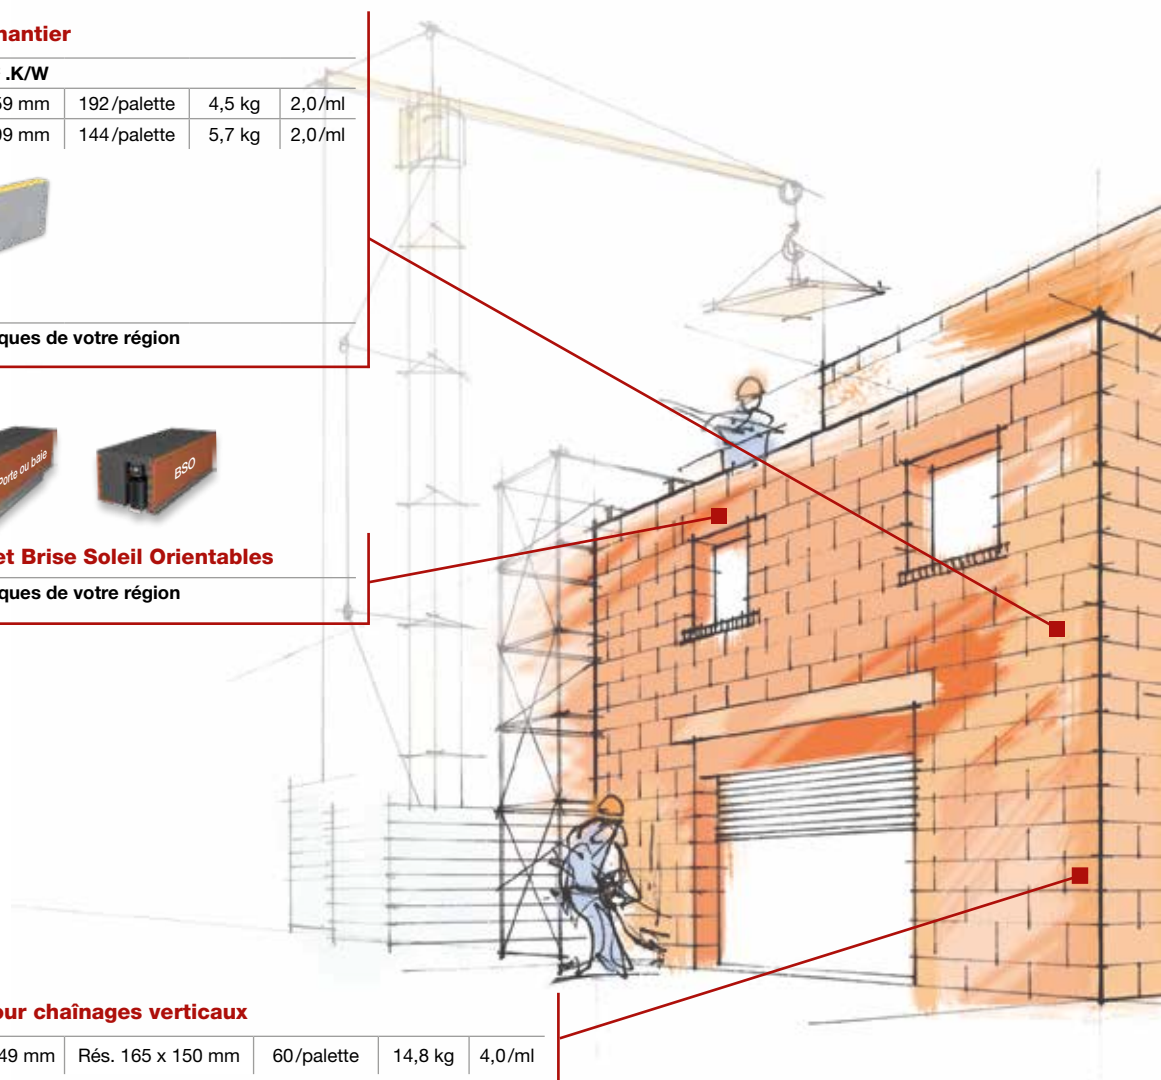 hantier
.K/W
59 mm 192/palette 4,5 kg 2,0/ml
99 mm 144/palette 5,7 kg 2,0/ml
ques de votre région
Porte ou baie
BSO
et Brise Soleil Orientables
ques de votre région
our chaînages verticaux
49 mm Rés. 165 x 150 mm 60/palette 14,8 kg 4,0/ml